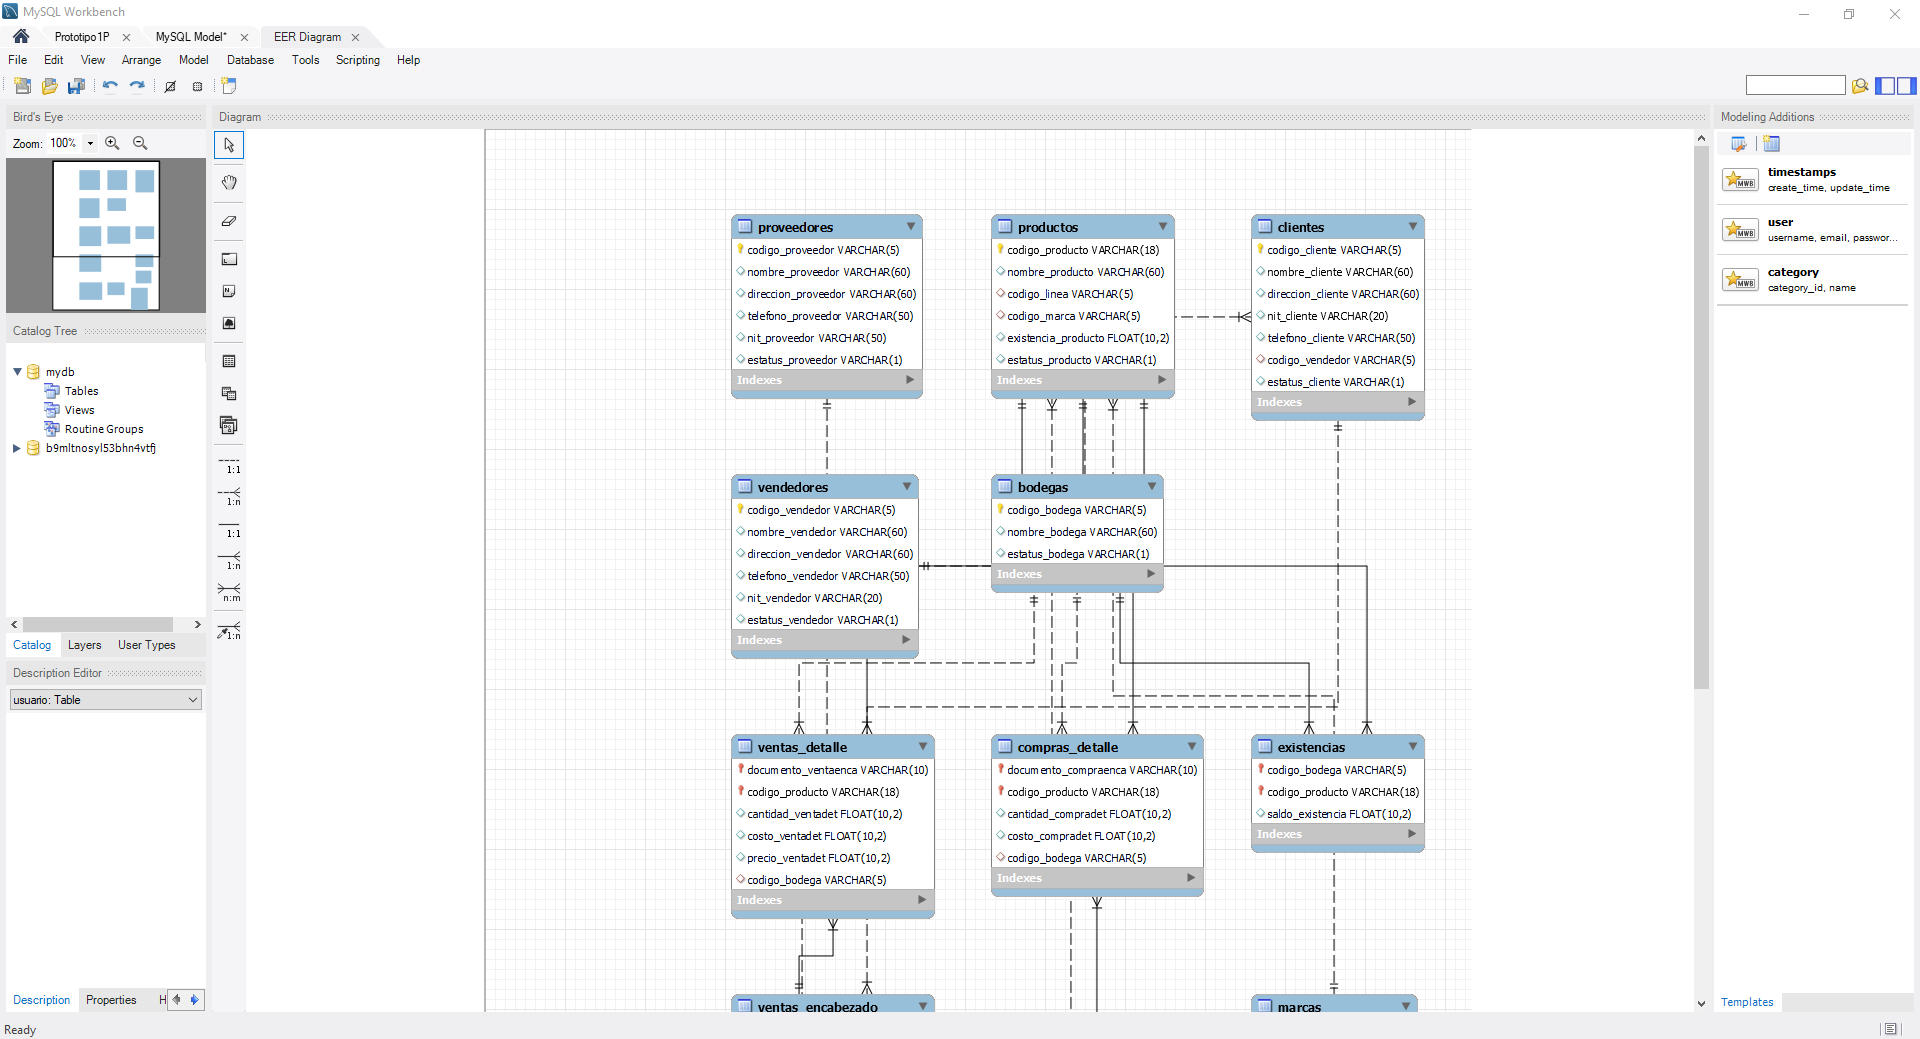 MySQL Workbench
Prototipo1P
MySQL Model*
EER Diagram
File Edit View Arrange Model Database Tools Scripting Help
Bird's Eye
Zoom: 100%
Catalog Tree
mydb
Tables
Views
Routine Groups
b9mltnosyl53bhn4vtfj
Catalog Layers User Types
Description Editor
usuario: Table
Description Properties H
Ready
Diagram
1:1
1:n
1:1
1:n
n:m
1:n
proveedores
codigo_proveedor VARCHAR(5)
nombre_proveedor VARCHAR(60)
direccion_proveedor VARCHAR(60)
telefono_proveedor VARCHAR(50)
nit_proveedor VARCHAR(50)
estatus_proveedor VARCHAR(1)
Indexes
productos
codigo_producto VARCHAR(18)
nombre_producto VARCHAR(60)
codigo_linea VARCHAR(5)
codigo_marca VARCHAR(5)
existencia_producto FLOAT(10,2)
estatus_producto VARCHAR(1)
Indexes
clientes
codigo_cliente VARCHAR(5)
nombre_cliente VARCHAR(60)
direccion_cliente VARCHAR(60)
nit_cliente VARCHAR(20)
telefono_cliente VARCHAR(50)
codigo_vendedor VARCHAR(5)
estatus_cliente VARCHAR(1)
Indexes
vendedores
codigo_vendedor VARCHAR(5)
nombre_vendedor VARCHAR(60)
direccion_vendedor VARCHAR(60)
telefono_vendedor VARCHAR(50)
nit_vendedor VARCHAR(20)
estatus_vendedor VARCHAR(1)
Indexes
bodegas
codigo_bodega VARCHAR(5)
nombre_bodega VARCHAR(60)
estatus_bodega VARCHAR(1)
Indexes
ventas_detalle
documento_ventaenca VARCHAR(10)
codigo_producto VARCHAR(18)
cantidad_ventadet FLOAT(10,2)
costo_ventadet FLOAT(10,2)
precio_ventadet FLOAT(10,2)
codigo_bodega VARCHAR(5)
Indexes
compras_detalle
documento_compraenca VARCHAR(10)
codigo_producto VARCHAR(18)
cantidad_compradet FLOAT(10,2)
costo_compradet FLOAT(10,2)
codigo_bodega VARCHAR(5)
Indexes
existencias
codigo_bodega VARCHAR(5)
codigo_producto VARCHAR(18)
saldo_existencia FLOAT(10,2)
Indexes
ventas_encabezado
marcas
Modeling Additions
MWB
timestamps
create_time, update_time
MWB
user
username, email, passwor...
MWB
category
category_id, name
Templates